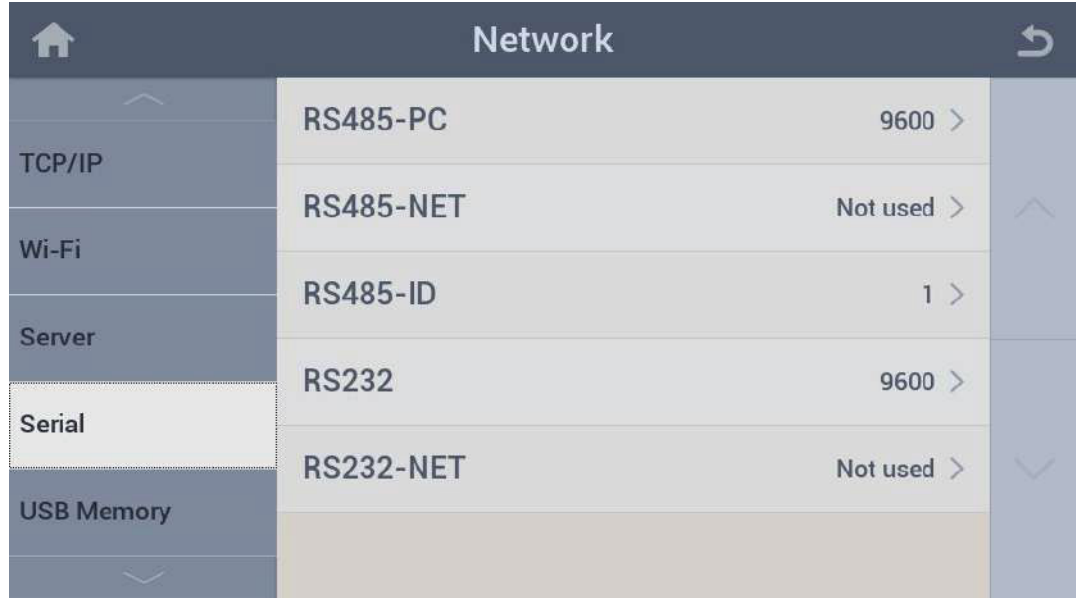 Network
TCP/IP
Wi-Fi
Server
Serial
USB Memory
RS485-PC 9600
RS485-NET Not used
RS485-ID 1
RS232 9600
RS232-NET Not used